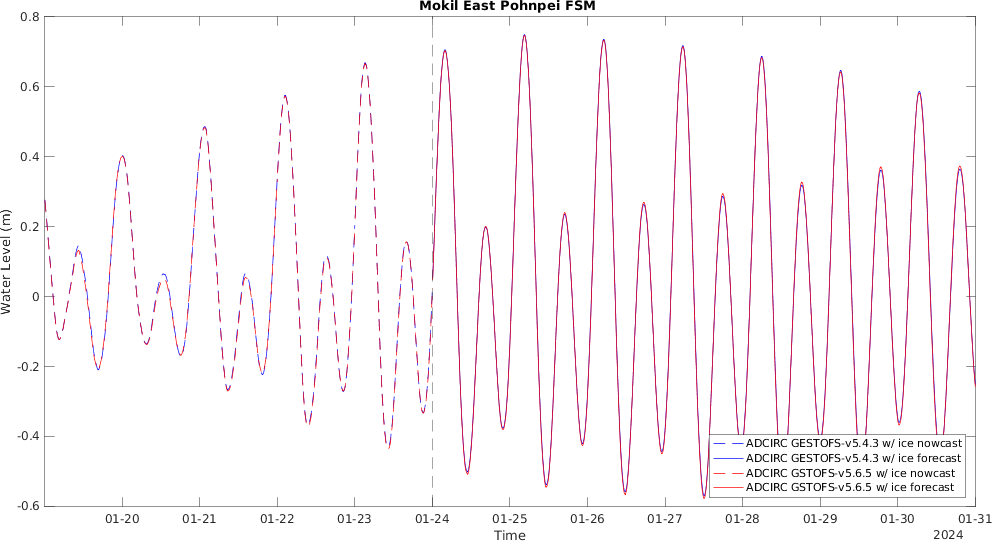 Mokil East Pohnpei FSM
0.8
0.6
0.4
0.2
0
-0.2
-0.4
-0.6
Water Level (m)
ADCIRC GESTOFS-v5.4.3 w/ ice nowcast
ADCIRC GESTOFS-v5.4.3 w/ ice forecast
ADCIRC GSTOFS-v5.6.5 w/ ice nowcast
ADCIRC GSTOFS-v5.6.5 w/ ice forecast
01-20 01-21 01-22 01-23 01-24 01-25 01-26 01-27 01-28 01-29 01-30 01-31
Time
2024